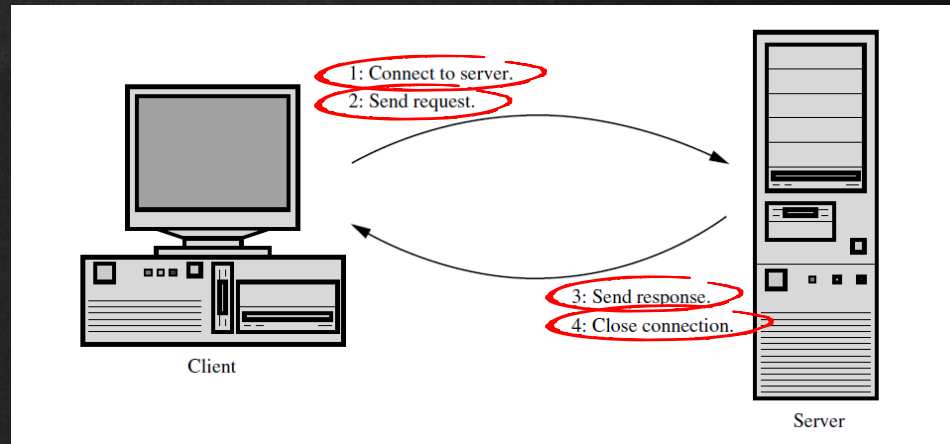 1: Connect to server.
2: Send request.
3: Send response.
4: Close connection.
Client
Server